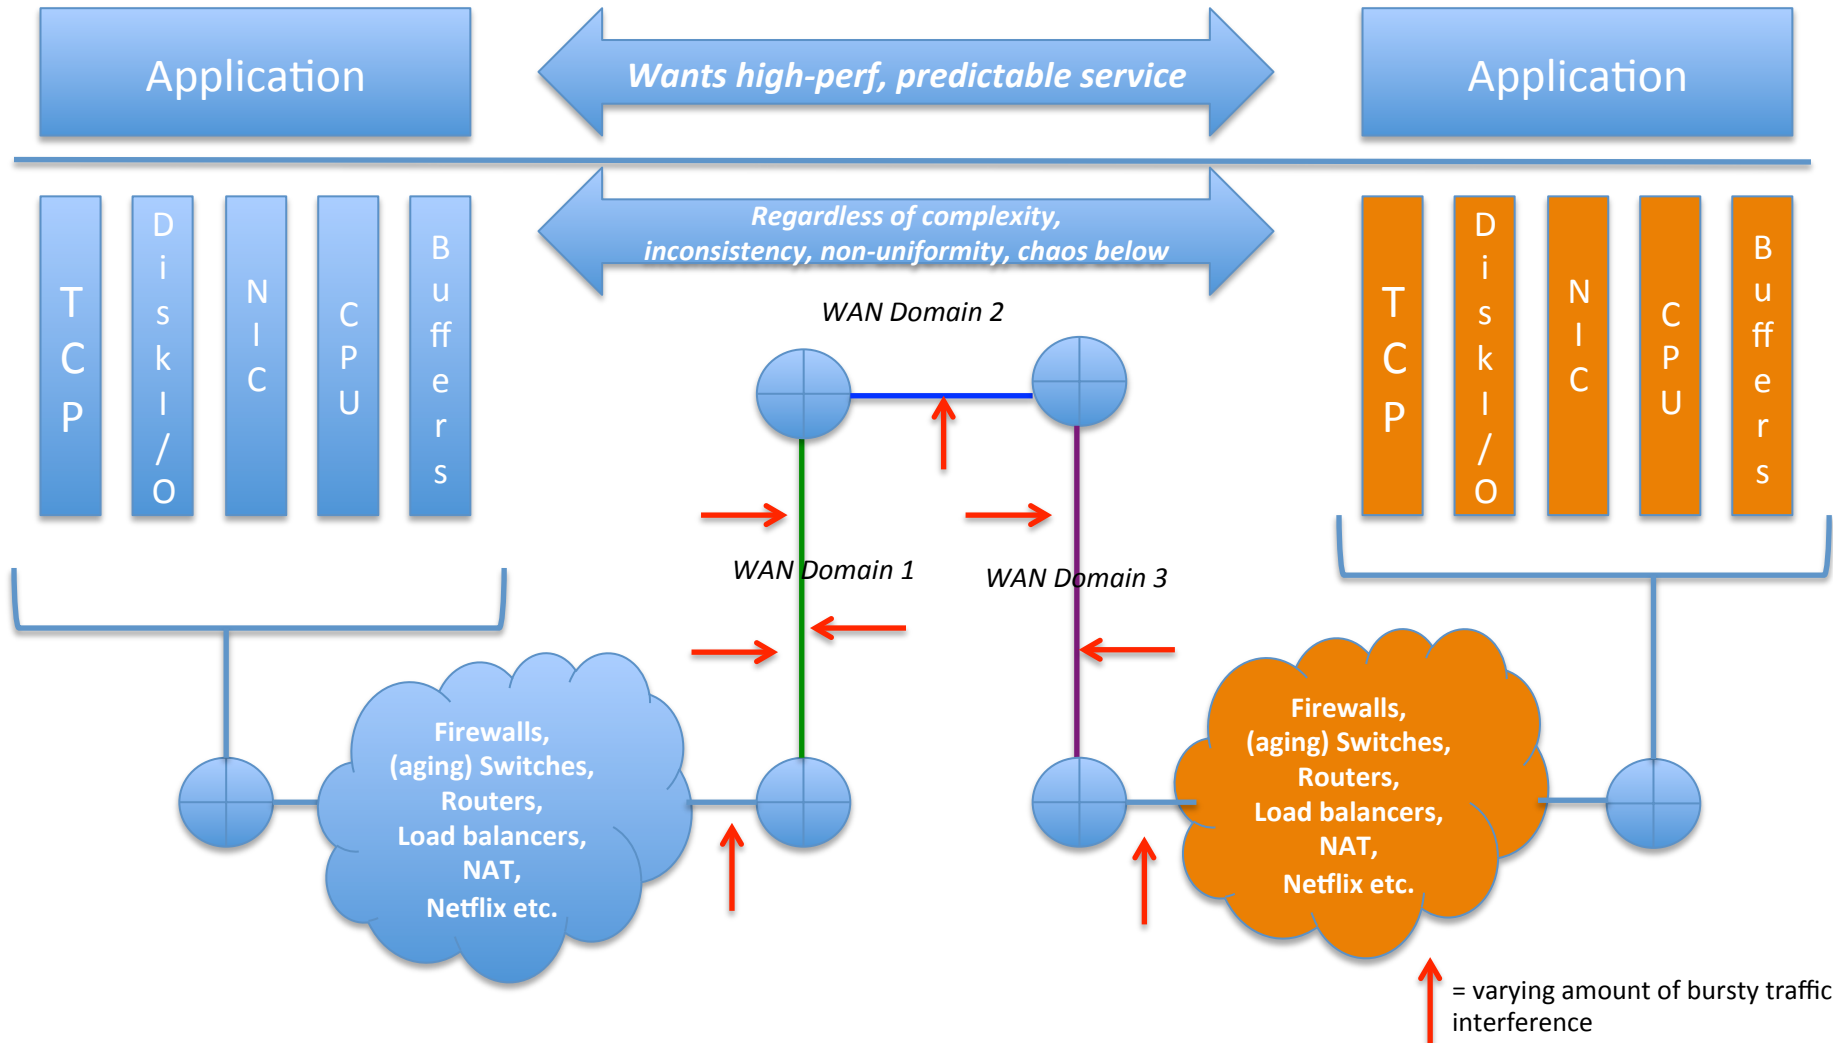 Application
Wants high-perf, predictable service
Application
TCP
Disk I/O
NIC
CPU
Buffers
Regardless of complexity,
inconsistency, non-uniformity, chaos below
TCP
Disk I/O
NIC
CPU
Buffers
WAN Domain 2
WAN Domain 1
WAN Domain 3
Firewalls,
(aging) Switches,
Routers,
Load balancers,
NAT,
Netflix etc.
Firewalls,
(aging) Switches,
Routers,
Load balancers,
NAT,
Netflix etc.
= varying amount of bursty traffic
interference